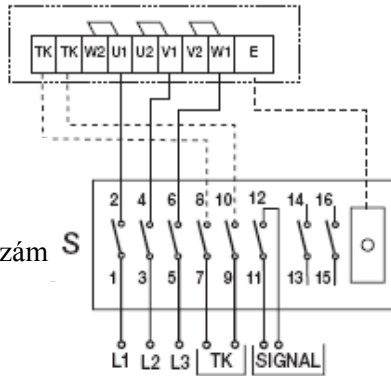 TK TK W2 U1 U2 V1 V2 W1 E
2 4 6 8 10 12 14 16
szám S
1 3 5 7 9 11 13 15
L1 L2 L3 TK SIGNAL